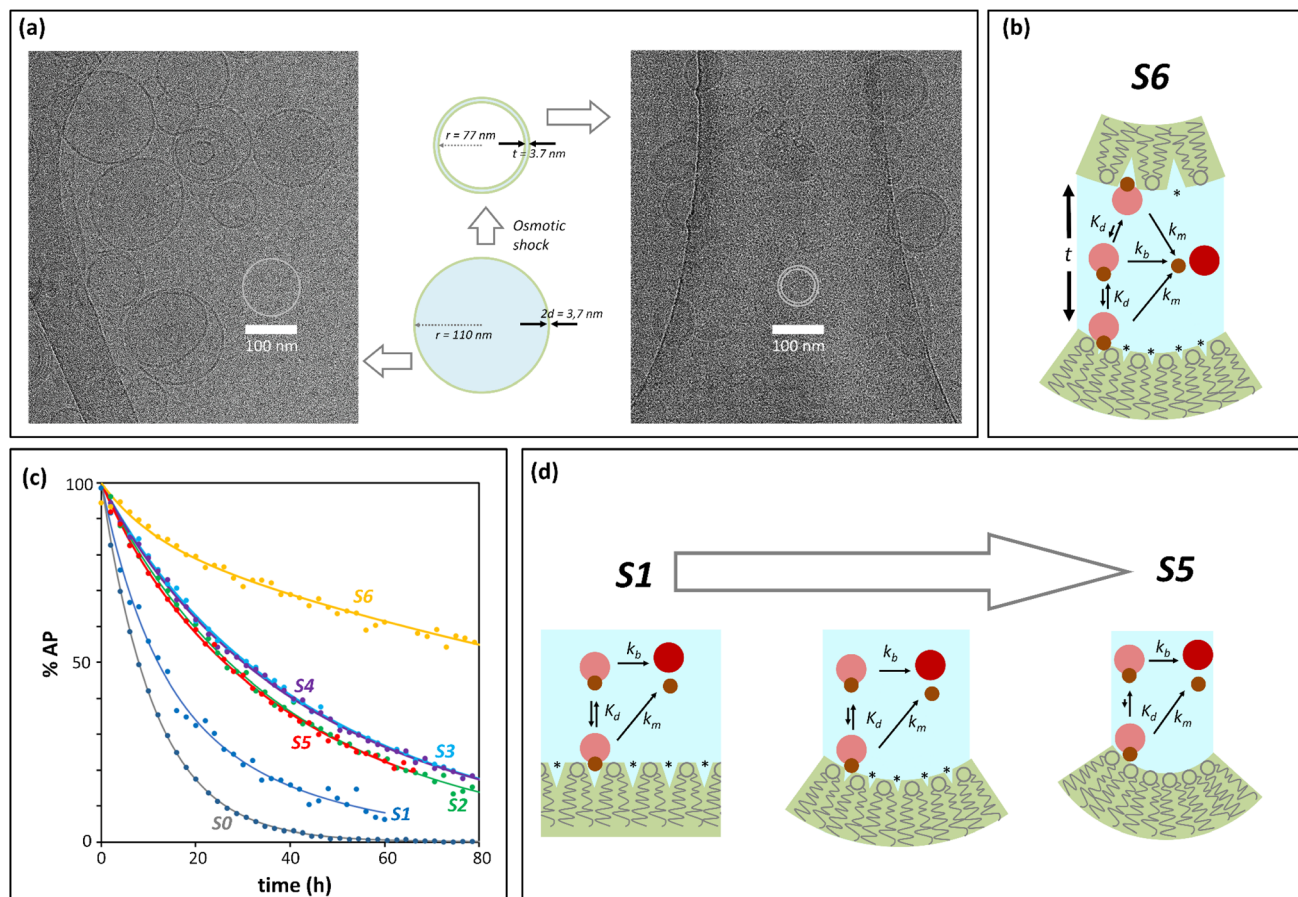 (a)
100 nm
r = 77 nm
t = 3.7 nm
Osmotic
shock
2d = 3,7 nm
r = 110 nm
100 nm
(b)
S6
*
K_d
k_m
k_b
t
K_d
k_m
* * * *
(c)
100
50
0
% AP
S6
S4
S5
S3
S2
S1
S0
0 20 40 60 80
time (h)
(d)
S1
S5
k_b
K_d
k_m
* * * *
k_b
K_d
k_m
* * * *
k_b
K_d
k_m